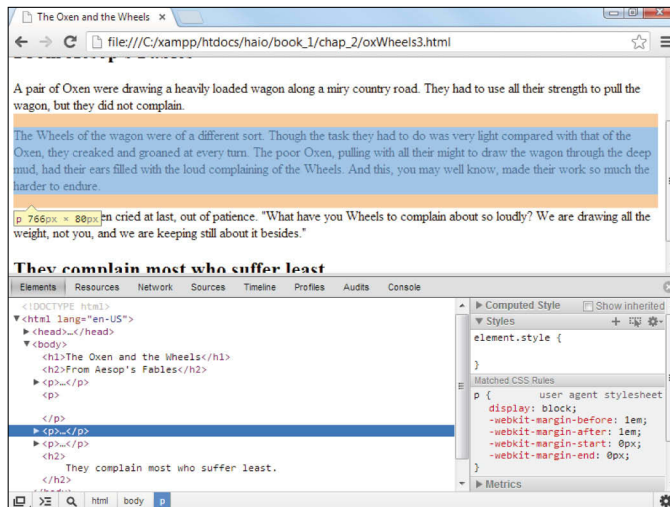 The Oxen and the Wheels ×
file:///C:/xampp/htdocs/haio/book_1/chap_2/oxWheels3.html
A pair of Oxen were drawing a heavily loaded wagon along a miry country road. They had to use all their strength to pull the
wagon, but they did not complain.
The Wheels of the wagon were of a different sort. Though the task they had to do was very light compared with that of the
Oxen, they creaked and groaned at every turn. The poor Oxen, pulling with all their might to draw the wagon through the deep
mud, had their ears filled with the loud complaining of the Wheels. And this, you may well know, made their work so much the
harder to endure.
p 766px × 80px
en cried at last, out of patience. "What have you Wheels to complain about so loudly? We are drawing all the
weight, not you, and we are keeping still about it besides."
They complain most who suffer least
Elements Resources Network Sources Timeline Profiles Audits Console
<!DOCTYPE html>
▼<html lang="en-US">
▶<head>…</head>
▼<body>
<h1>The Oxen and the Wheels</h1>
<h2>From Aesop's Fables</h2>
▶<p>…</p>
<p>
</p>
▶<p>…</p>
▶<p>…</p>
<h2>
They complain most who suffer least.
</h2>
html body p
▶ Computed Style Show inherited
▼ Styles
element.style {
}
Matched CSS Rules
p { user agent stylesheet
display: block;
-webkit-margin-before: 1em;
-webkit-margin-after: 1em;
-webkit-margin-start: 0px;
-webkit-margin-end: 0px;
}
▶ Metrics